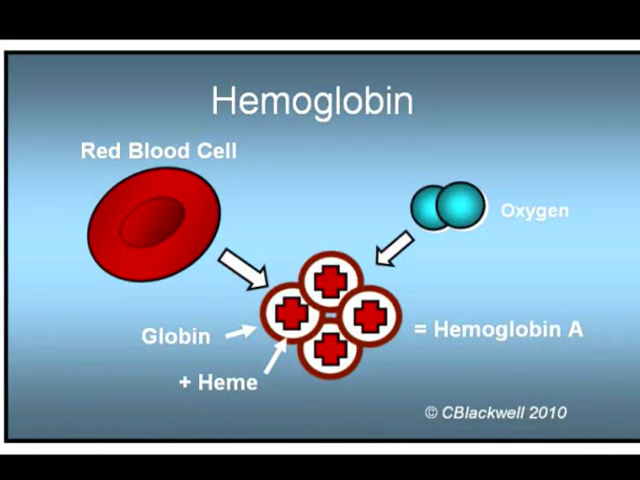 Hemoglobin
Red Blood Cell
Oxygen
Globin
= Hemoglobin A
+ Heme
© CBlackwell 2010